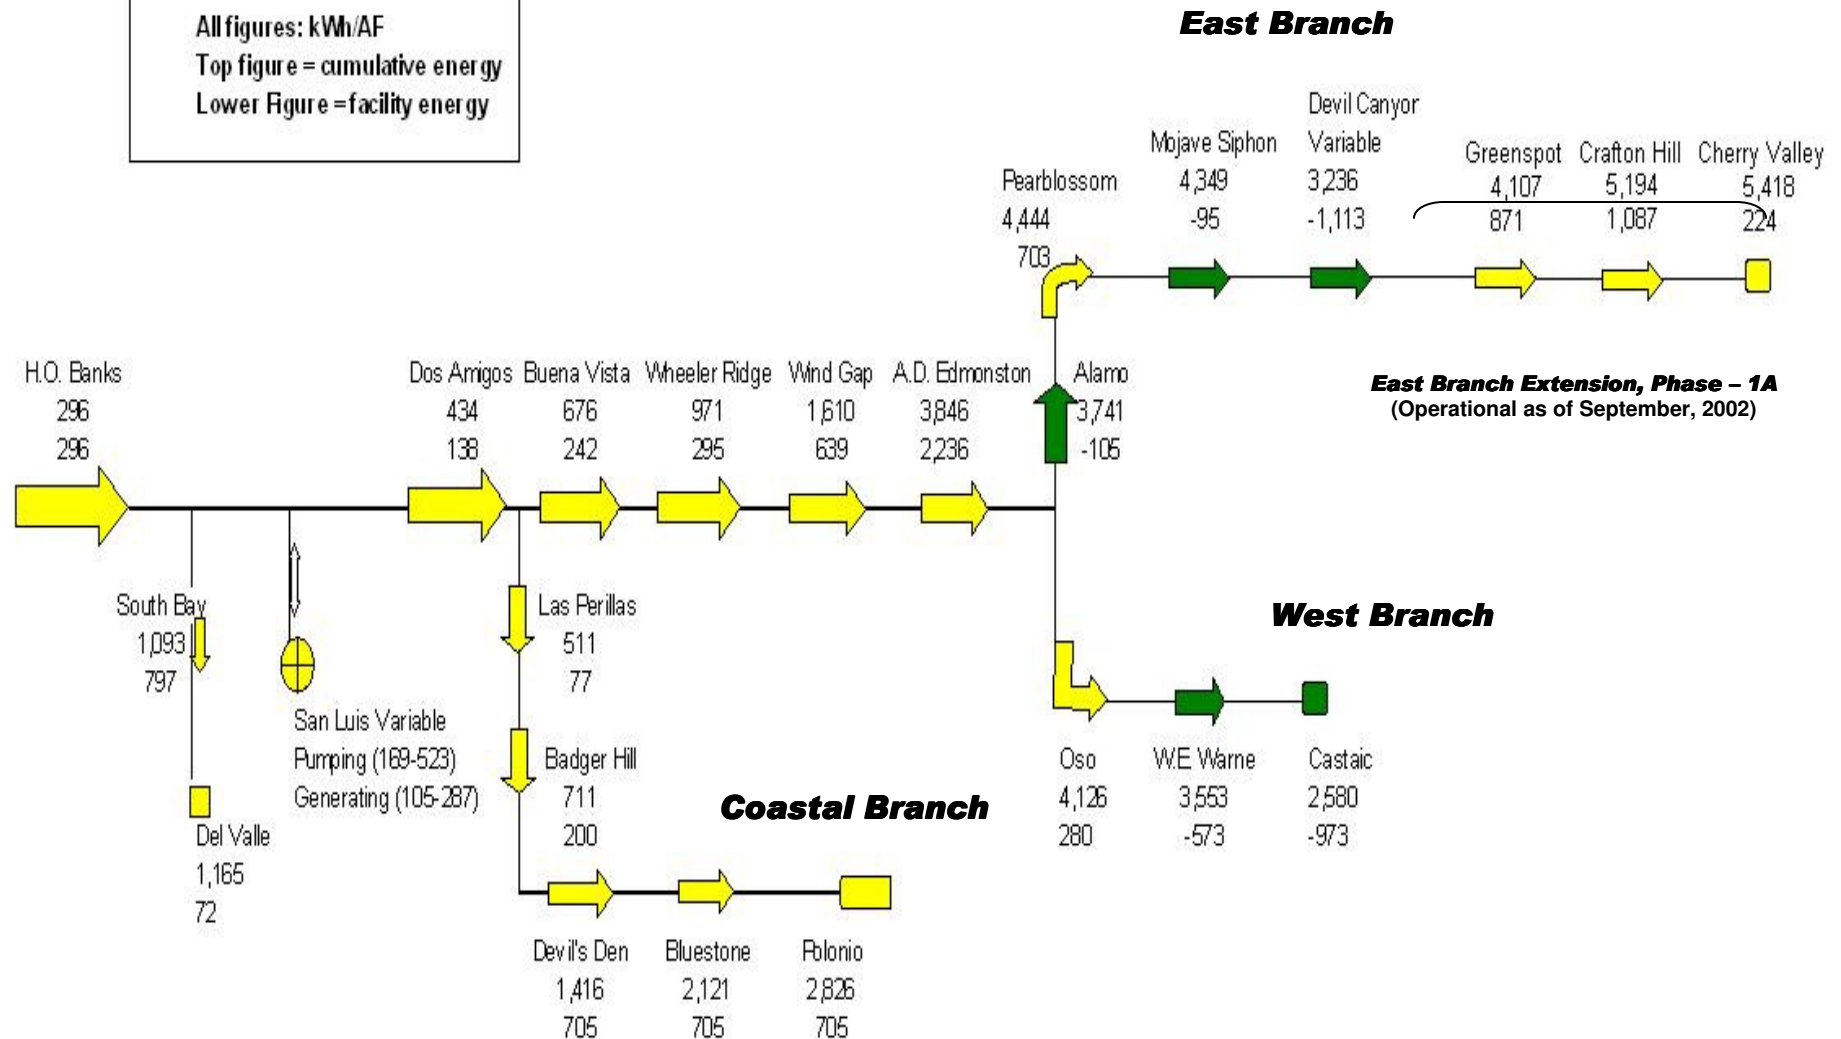 All figures: kWh/AF
Top figure = cumulative energy
Lower Figure =facility energy
East Branch
Pearblossom
4,444
703
Mojave Siphon
4,349
-95
Devil Canyor
Variable
3,236
-1,113
Greenspot
4,107
871
Crafton Hill
5,194
1,087
Cherry Valley
5,418
224
East Branch Extension, Phase – 1A
(Operational as of September, 2002)
H.O. Banks
296
296
Dos Amigos
434
138
Buena Vista
676
242
Wheeler Ridge
971
295
Wind Gap
1,610
639
A.D. Edmonston
3,846
2,236
Alamo
3,741
-105
South Bay
1,093
797
Del Valle
1,165
72
San Luis Variable
Pumping (169-523)
Generating (105-287)
Las Perillas
511
77
Badger Hill
711
200
Coastal Branch
Devil's Den
1,416
705
Bluestone
2,121
705
Polonio
2,826
705
West Branch
Oso
4,126
280
W.E. Warne
3,553
-573
Castaic
2,580
-973